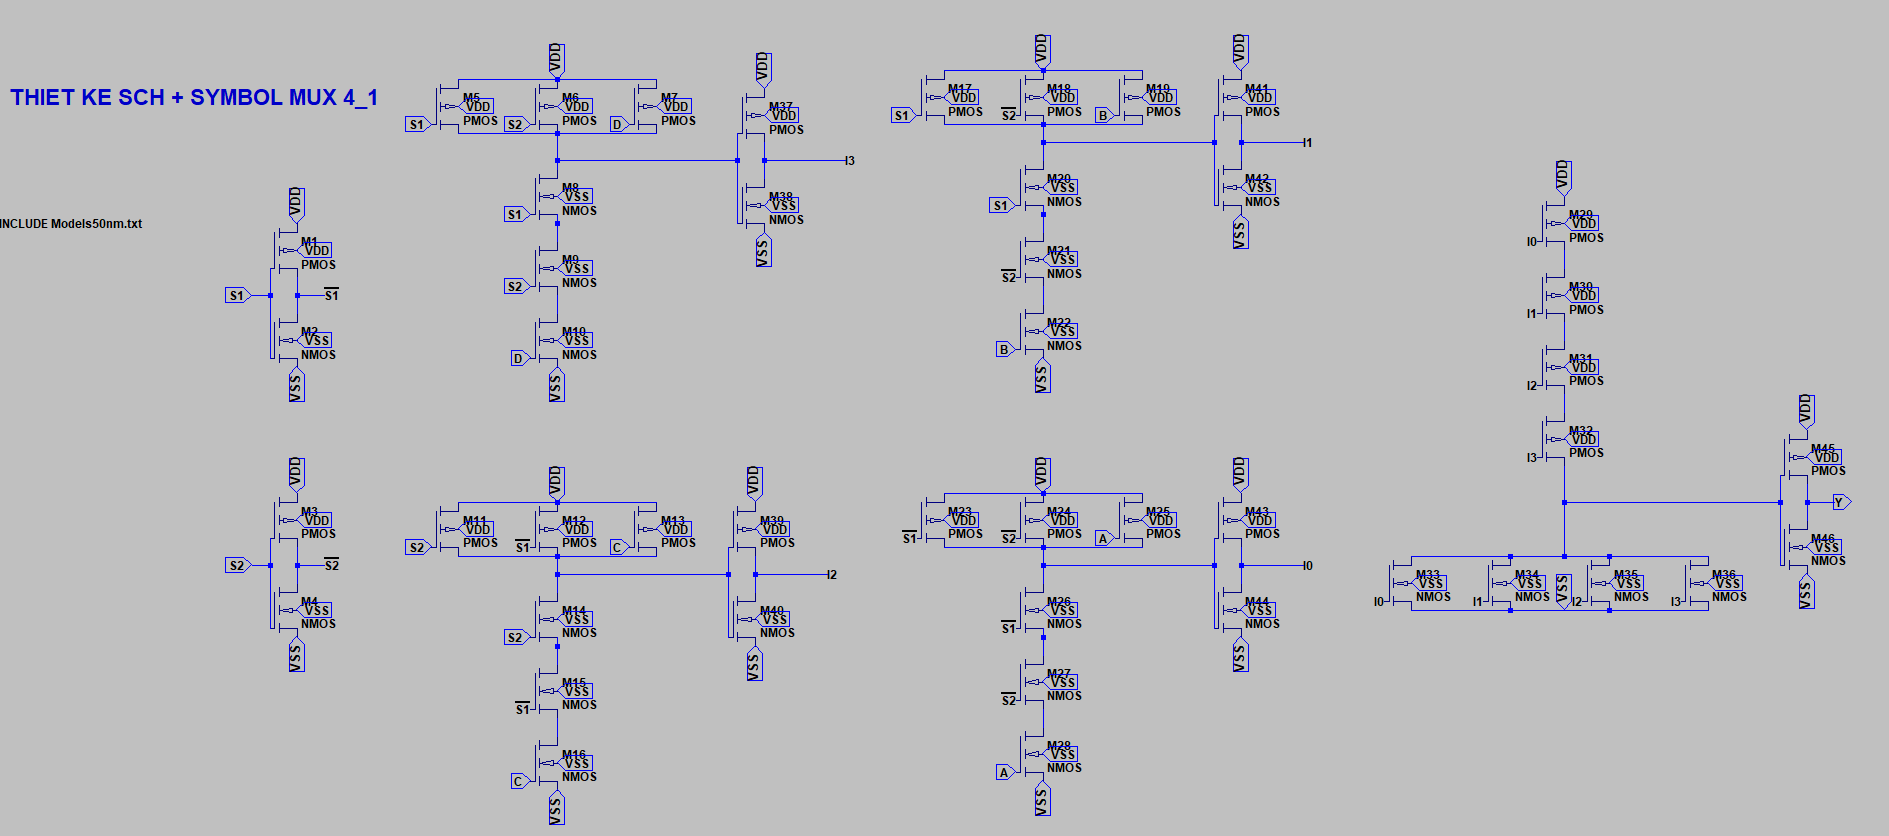 THIET KE SCH + SYMBOL MUX 4_1
INCLUDE Models50nm.txt
VDD
M1
VDD
PMOS
S1
S̅1̅
M2
VSS
NMOS
VSS
VDD
M3
VDD
PMOS
S2
S̅2̅
M4
VSS
NMOS
VSS
VDD
M5
VDD
PMOS
S1
M6
VDD
PMOS
S2
M7
VDD
PMOS
D
M8
VSS
NMOS
S1
M9
VSS
NMOS
S2
M10
VSS
NMOS
D
VSS
VDD
M37
VDD
PMOS
I3
M38
VSS
NMOS
VSS
VDD
M11
VDD
PMOS
S2
M12
VDD
PMOS
S̅1̅
M13
VDD
PMOS
C
M14
VSS
NMOS
S2
M15
VSS
NMOS
S̅1̅
M16
VSS
NMOS
C
VSS
VDD
M39
VDD
PMOS
I2
M40
VSS
NMOS
VSS
VDD
M17
VDD
PMOS
S1
M18
VDD
PMOS
S̅2̅
M19
VDD
PMOS
B
M20
VSS
NMOS
S1
M21
VSS
NMOS
S̅2̅
M22
VSS
NMOS
B
VSS
VDD
M41
VDD
PMOS
I1
M42
VSS
NMOS
VSS
VDD
M23
VDD
PMOS
S̅1̅
M24
VDD
PMOS
S̅2̅
M25
VDD
PMOS
A
M26
VSS
NMOS
S̅1̅
M27
VSS
NMOS
S̅2̅
M28
VSS
NMOS
A
VSS
VDD
M43
VDD
PMOS
I0
M44
VSS
NMOS
VSS
VDD
M29
VDD
PMOS
I0
M30
VDD
PMOS
I1
M31
VDD
PMOS
I2
M32
VDD
PMOS
I3
M33
VSS
NMOS
I0
M34
VSS
NMOS
I1
VSS
M35
VSS
NMOS
I2
M36
VSS
NMOS
I3
VDD
M45
VDD
PMOS
Y
M46
VSS
NMOS
VSS